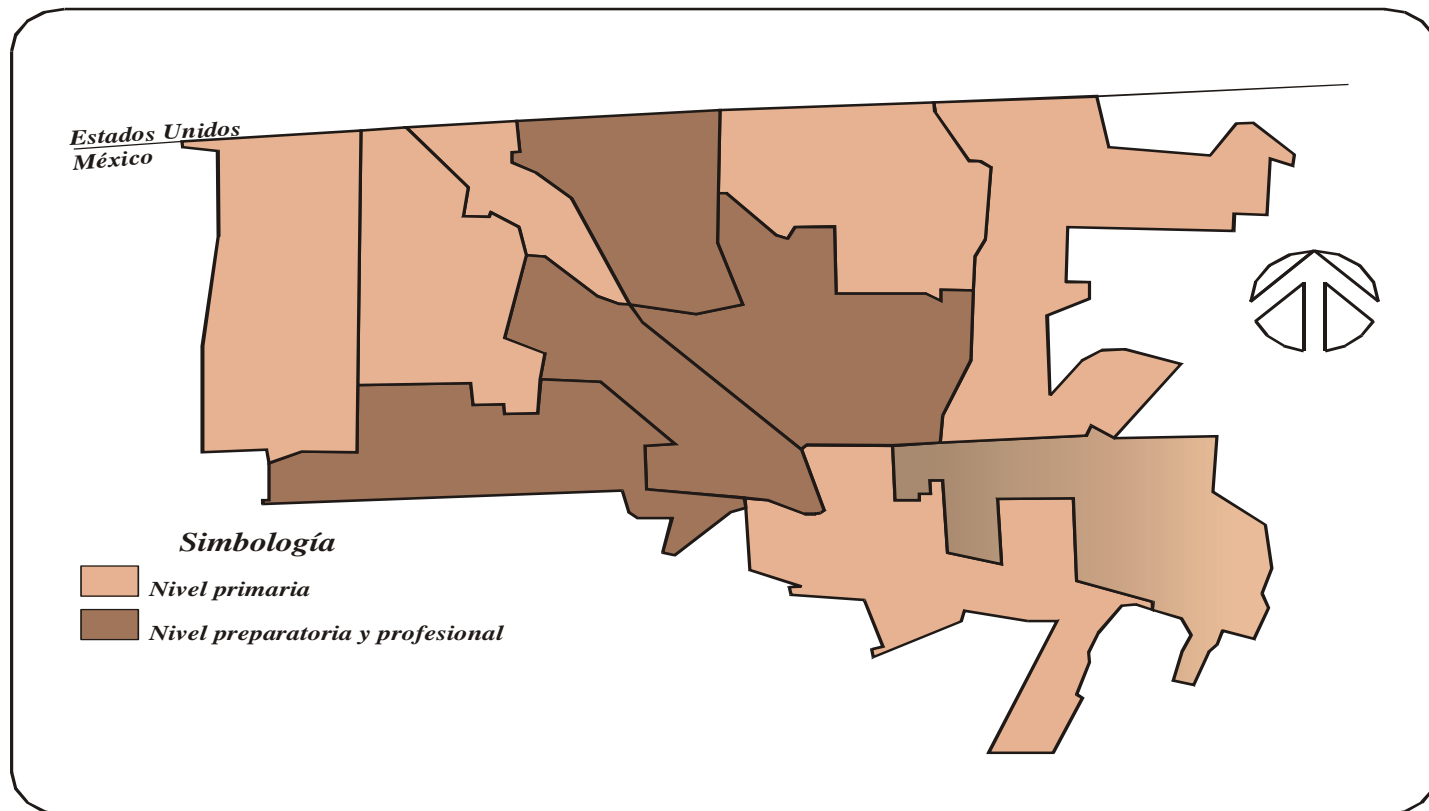 Estados Unidos
México
Simbología
Nivel primaria
Nivel preparatoria y profesional